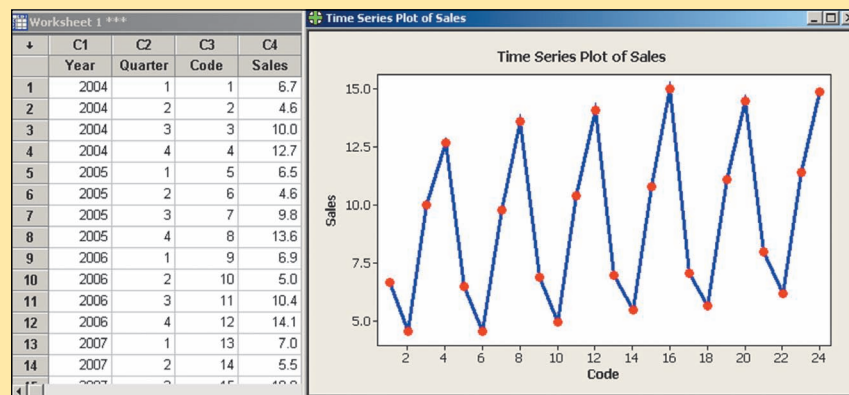 Worksheet 1 ***
C1 C2 C3 C4
Year Quarter Code Sales
1 2004 1 1 6.7
2 2004 2 2 4.6
3 2004 3 3 10.0
4 2004 4 4 12.7
5 2005 1 5 6.5
6 2005 2 6 4.6
7 2005 3 7 9.8
8 2005 4 8 13.6
9 2006 1 9 6.9
10 2006 2 10 5.0
11 2006 3 11 10.4
12 2006 4 12 14.1
13 2007 1 13 7.0
14 2007 2 14 5.5
Time Series Plot of Sales
Time Series Plot of Sales
15.0
12.5
10.0
7.5
5.0
Sales
2 4 6 8 10 12 14 16 18 20 22 24
Code